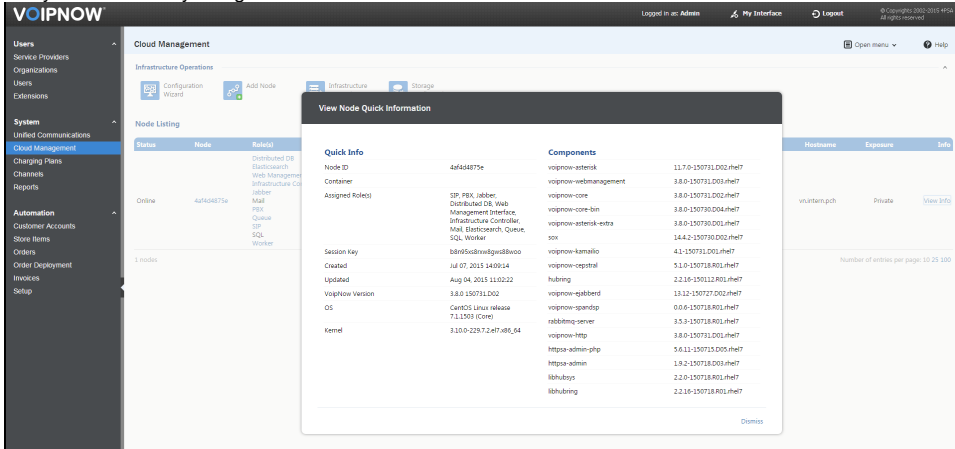 VOIPNOW
Logged in as: Admin
My Interface
Logout
© Copyrights 2002-2015 4PSA
All rights reserved
Users
Service Providers
Organizations
Users
Extensions
System
Unified Communications
Cloud Management
Charging Plans
Channels
Reports
Automation
Customer Accounts
Store Items
Orders
Order Deployment
Invoices
Setup
Cloud Management
Open menu
Help
Infrastructure Operations
Configuration
Wizard
Add Node
Infrastructure
Storage
Node Listing
Status Node Role(s) Hostname Exposure Info
Distributed DB
Elasticsearch
Web Managemen
Infrastructure Co
Jabber
Mail
PBX
Queue
SIP
SQL
Worker
Online 4af4d4875e vruintern.pch Private View Info
1 nodes
Number of entries per page: 10 25 100
View Node Quick Information
Quick Info
Node ID 4af4d4875e
Container
Assigned Role(s) SIP, PBX, Jabber,
Distributed DB, Web
Management Interface,
Infrastructure Controller,
Mail, Elasticsearch, Queue,
SQL, Worker
Session Key b8n95xs8nxw8gws88woo
Created Jul 07, 2015 14:09:14
Updated Aug 04, 2015 11:02:22
VoipNow Version 3.8.0 150731.D02
OS CentOS Linux release
7.1.1503 (Core)
Kernel 3.10.0-229.7.2.el7.x86_64
Components
voipnow-asterisk 11.7.0-150731.D02.rhel7
voipnow-webmanagement 3.8.0-150731.D03.rhel7
voipnow-core 3.8.0-150731.D02.rhel7
voipnow-core-bin 3.8.0-150730.D04.rhel7
voipnow-asterisk-extra 3.8.0-150730.D01.rhel7
sox 14.4.2-150730.D02.rhel7
voipnow-kamailio 4.1-150731.D01.rhel7
voipnow-cepstral 5.1.0-150718.R01.rhel7
hubring 2.2.16-150112.R01.rhel7
voipnow-ejabberd 13.12-150727.D02.rhel7
voipnow-spandsp 0.0.6-150718.R01.rhel7
rabbitmq-server 3.5.3-150718.R01.rhel7
voipnow-http 3.8.0-150731.D01.rhel7
httpsa-admin-php 5.6.11-150715.D05.rhel7
httpsa-admin 1.9.2-150718.D03.rhel7
libhubsys 2.2.0-150718.R01.rhel7
libhubring 2.2.16-150718.R01.rhel7
Dismiss